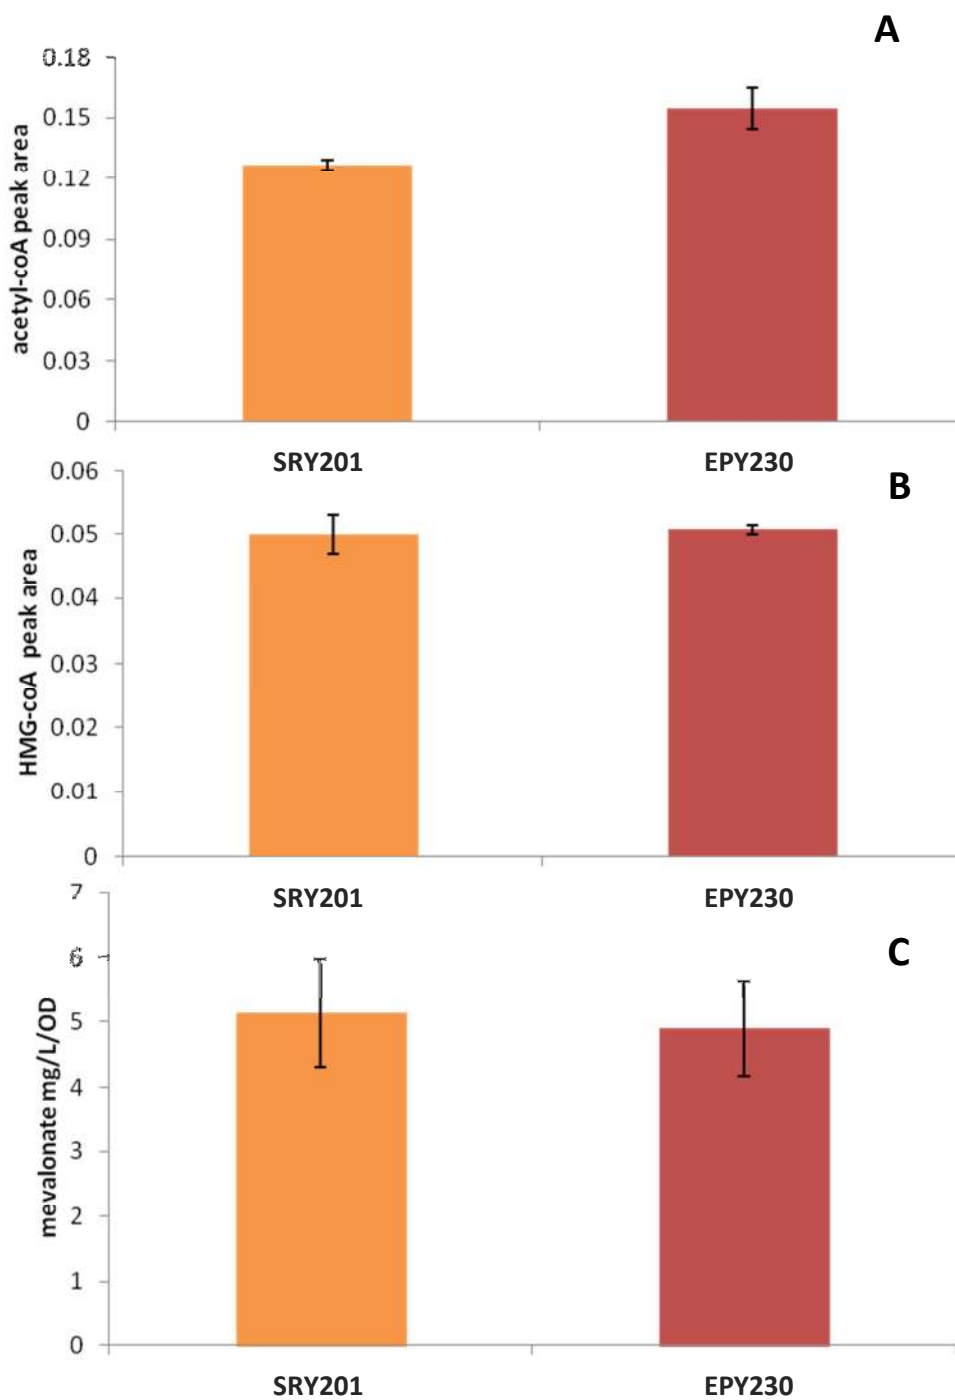 A
0.18
0.15
0.12
0.09
0.06
0.03
0
acetyl-coA peak area
SRY201 EPY230
B
0.06
0.05
0.04
0.03
0.02
0.01
0
HMG-coA peak area
SRY201 EPY230
C
7
6
5
4
3
2
1
0
mevalonate mg/L/OD
SRY201 EPY230